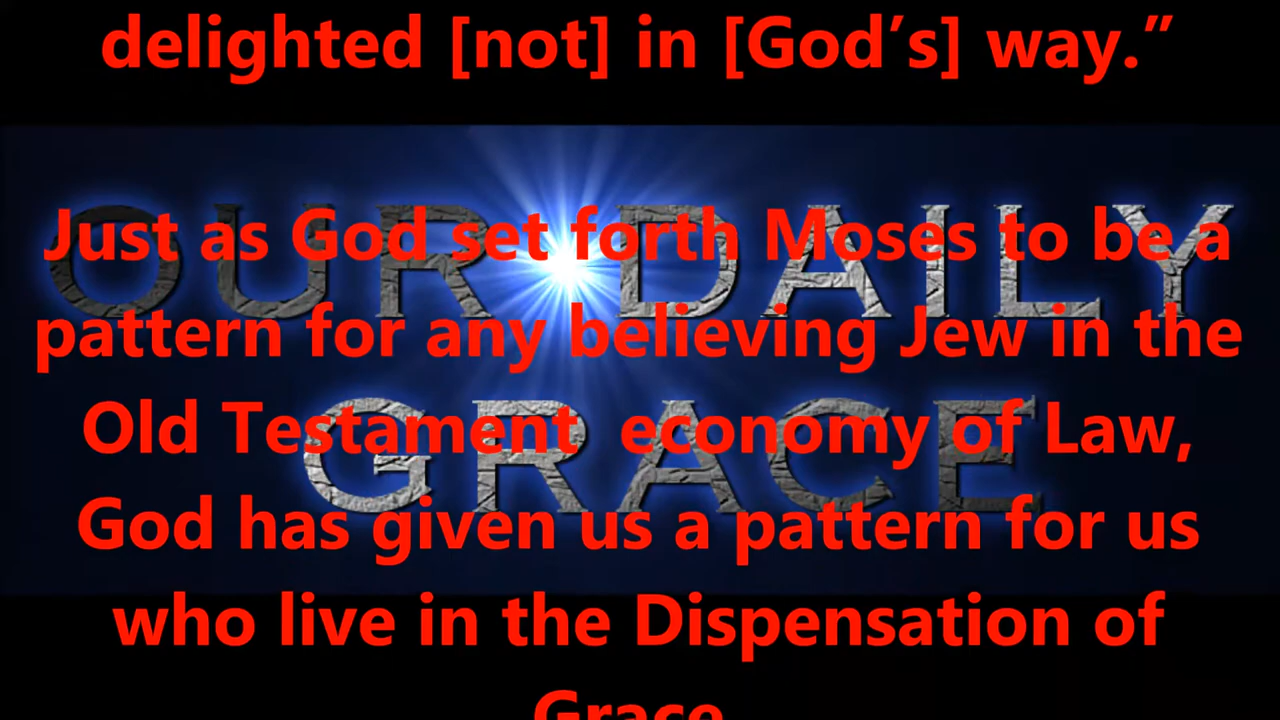 delighted [not] in [God’s] way.”
OUR DAILY
GRACE
Just as God set forth Moses to be a
pattern for any believing Jew in the
Old Testament  economy of Law,
God has given us a pattern for us
who live in the Dispensation of
Grace